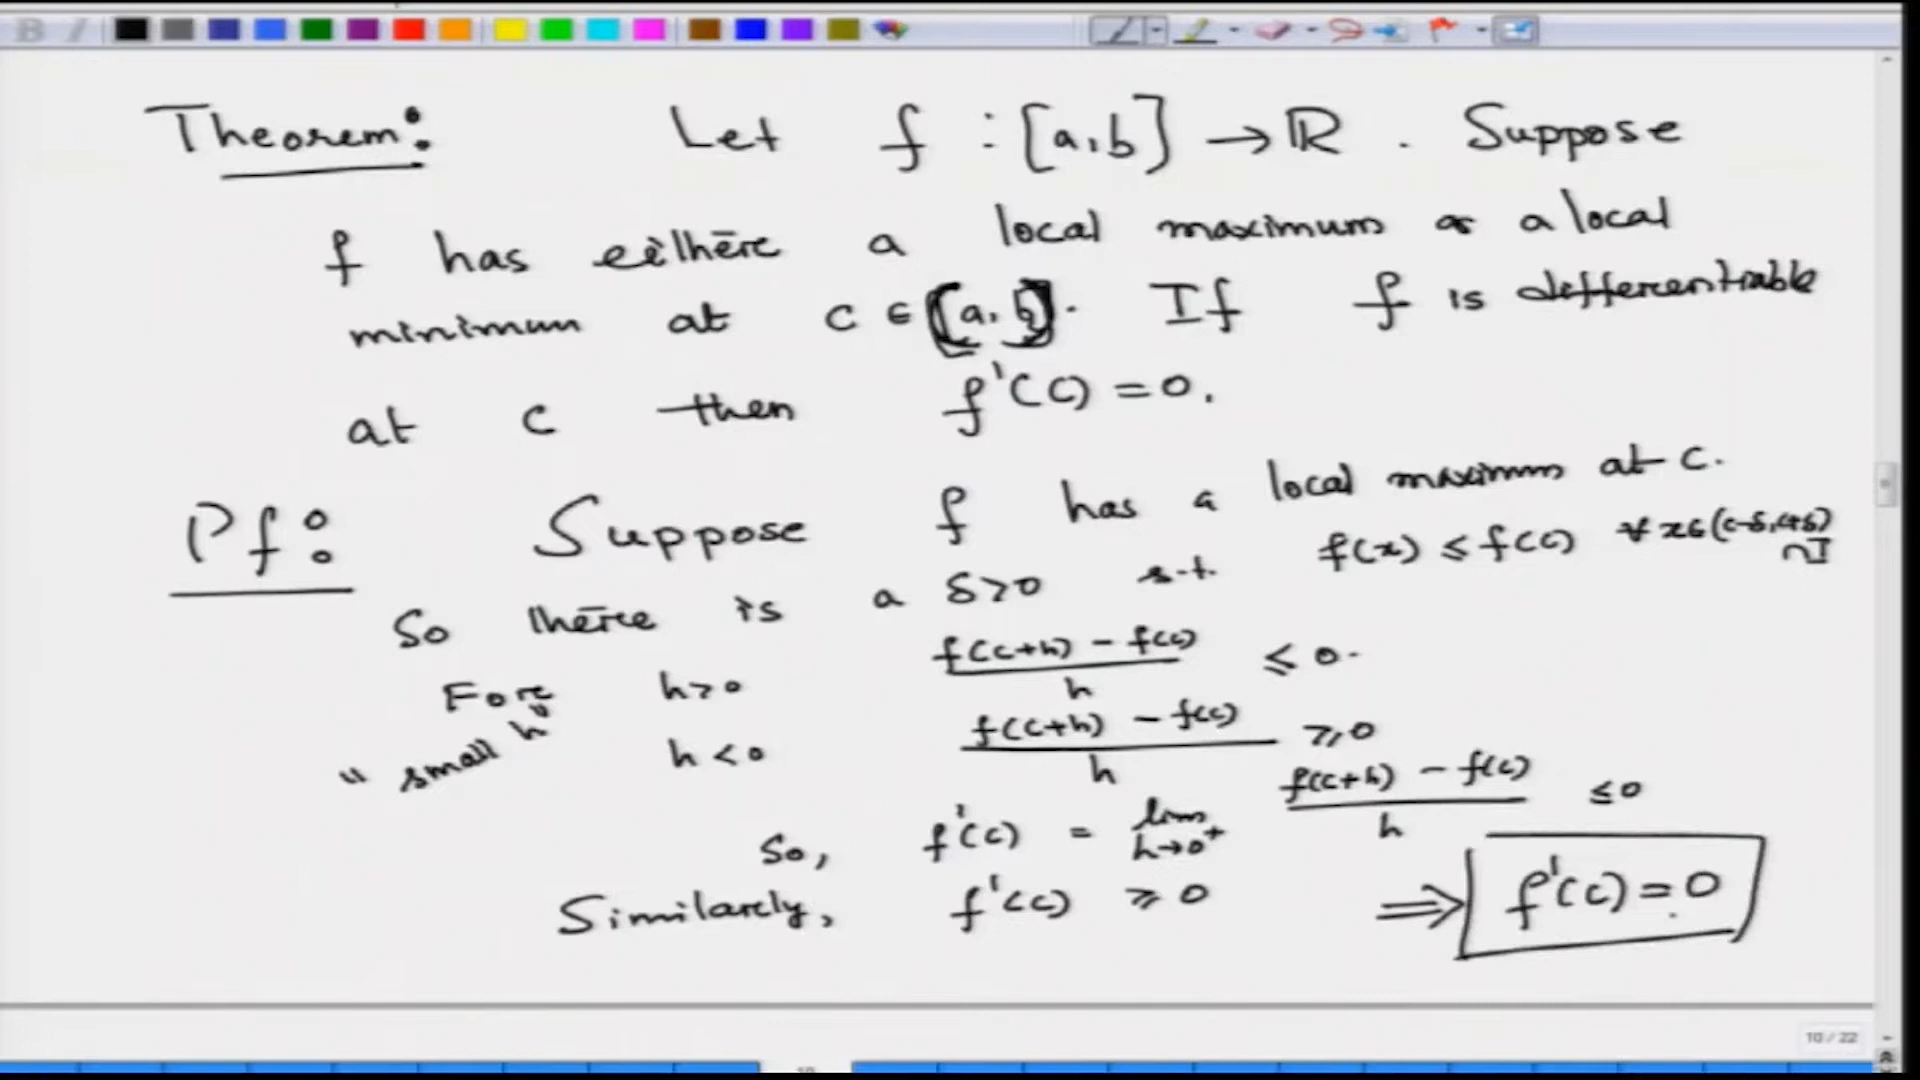 Theorem: Let f : [a,b] → ℝ. Suppose
f has either a local maximum or a local
minimum at c ∈ (a,b). If f is differentiable
at c then f'(c) = 0.
Pf: Suppose f has a local maximum at c.
So there is a δ>0 s.t. f(x) ≤ f(c) ∀ x∈(c-δ,c+δ)
∩I
For h>0 (f(c+h) - f(c))/h ≤ 0.
"small h" h<0 (f(c+h) - f(c))/h ≥ 0
So, f'(c) = lim h→0⁺ (f(c+h) - f(c))/h ≤ 0
Similarly, f'(c) ≥ 0 ⟹ f'(c) = 0
10 / 22